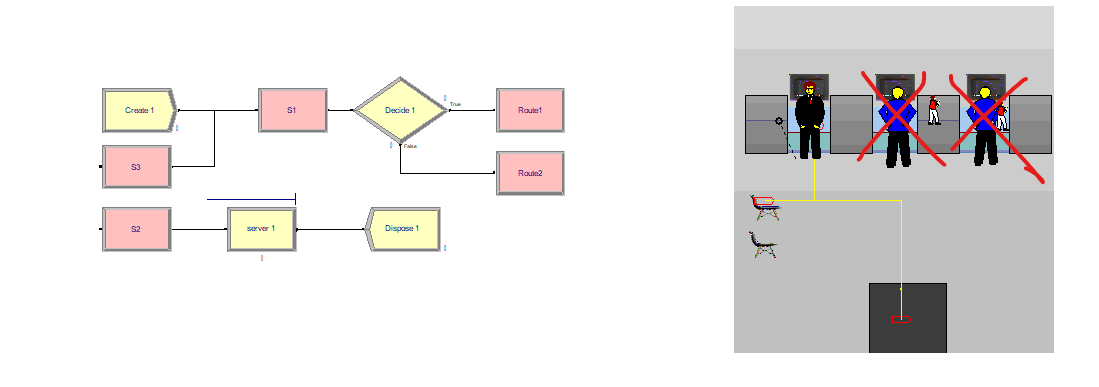 Create 1
S1
Decide 1
True
Route1
False
S3
Route2
S2
server 1
Dispose 1